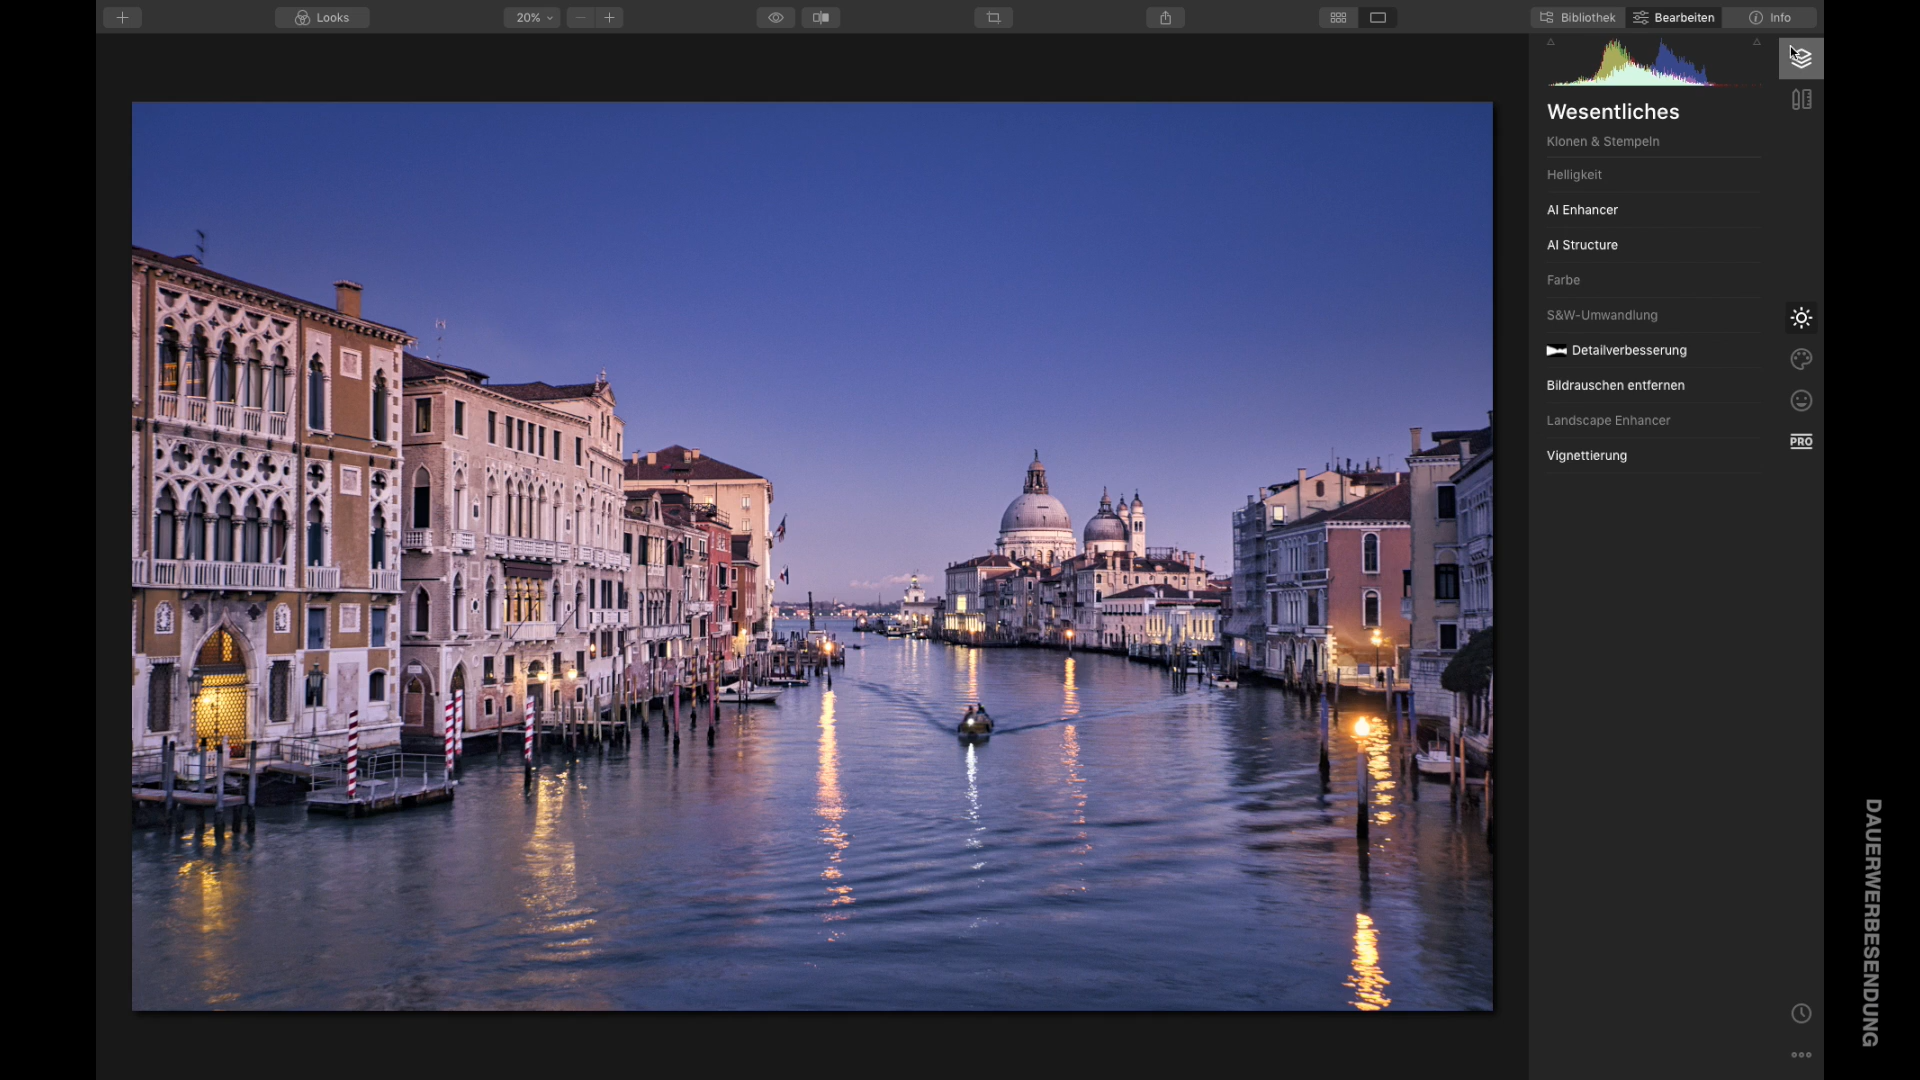 Looks
20%
Bibliothek
Bearbeiten
Info
Wesentliches
Klonen & Stempeln
Helligkeit
AI Enhancer
AI Structure
Farbe
S&W-Umwandlung
Detailverbesserung
Bildrauschen entfernen
Landscape Enhancer
Vignettierung
PRO
DAUERWERBESENDUNG